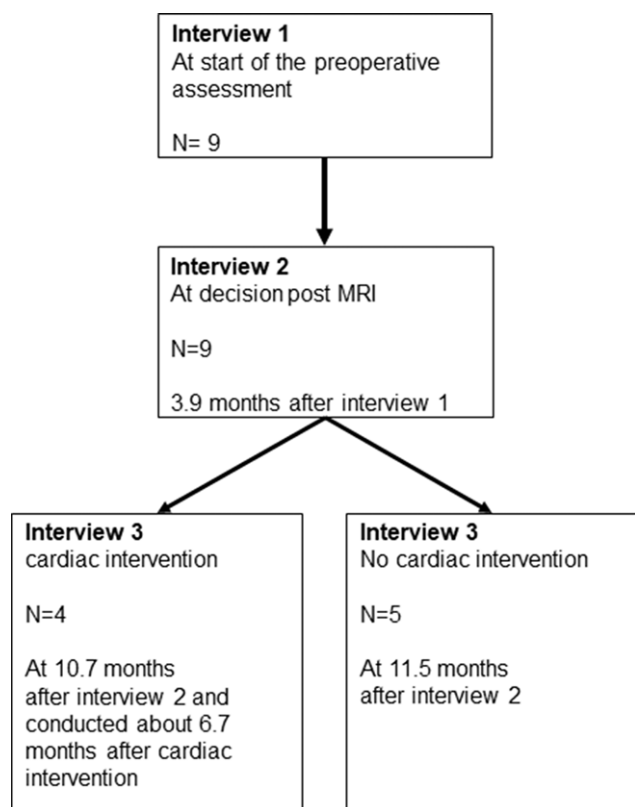 Interview 1
At start of the preoperative
assessment
N= 9
Interview 2
At decision post MRI
N=9
3.9 months after interview 1
Interview 3
cardiac intervention
N=4
At 10.7 months
after interview 2 and
conducted about 6.7
months after cardiac
intervention
Interview 3
No cardiac intervention
N=5
At 11.5 months
after interview 2